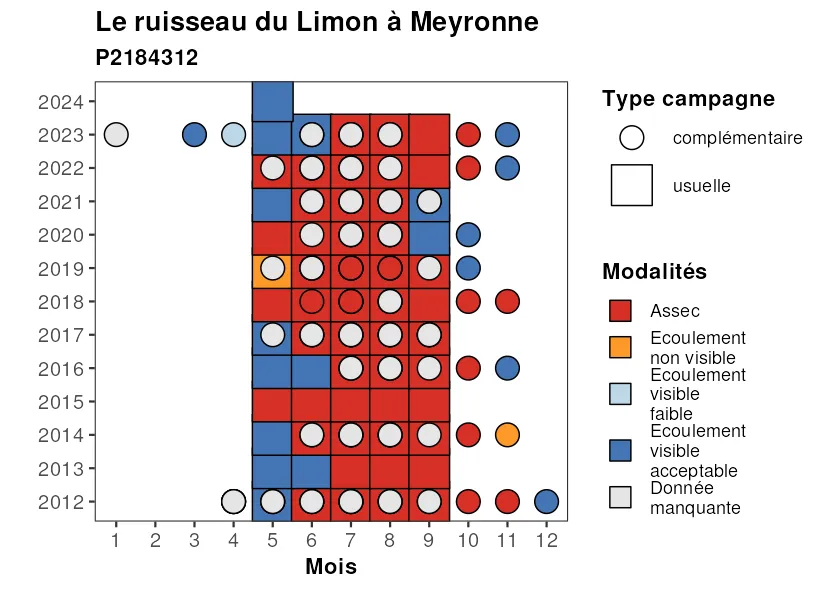 Le ruisseau du Limon à Meyronne
P2184312
2024
2023
2022
2021
2020
2019
2018
2017
2016
2015
2014
2013
2012
1 2 3 4 5 6 7 8 9 10 11 12
Mois
Type campagne
complémentaire
usuelle
Modalités
Assec
Ecoulement
non visible
Ecoulement
visible
faible
Ecoulement
visible
acceptable
Donnée
manquante